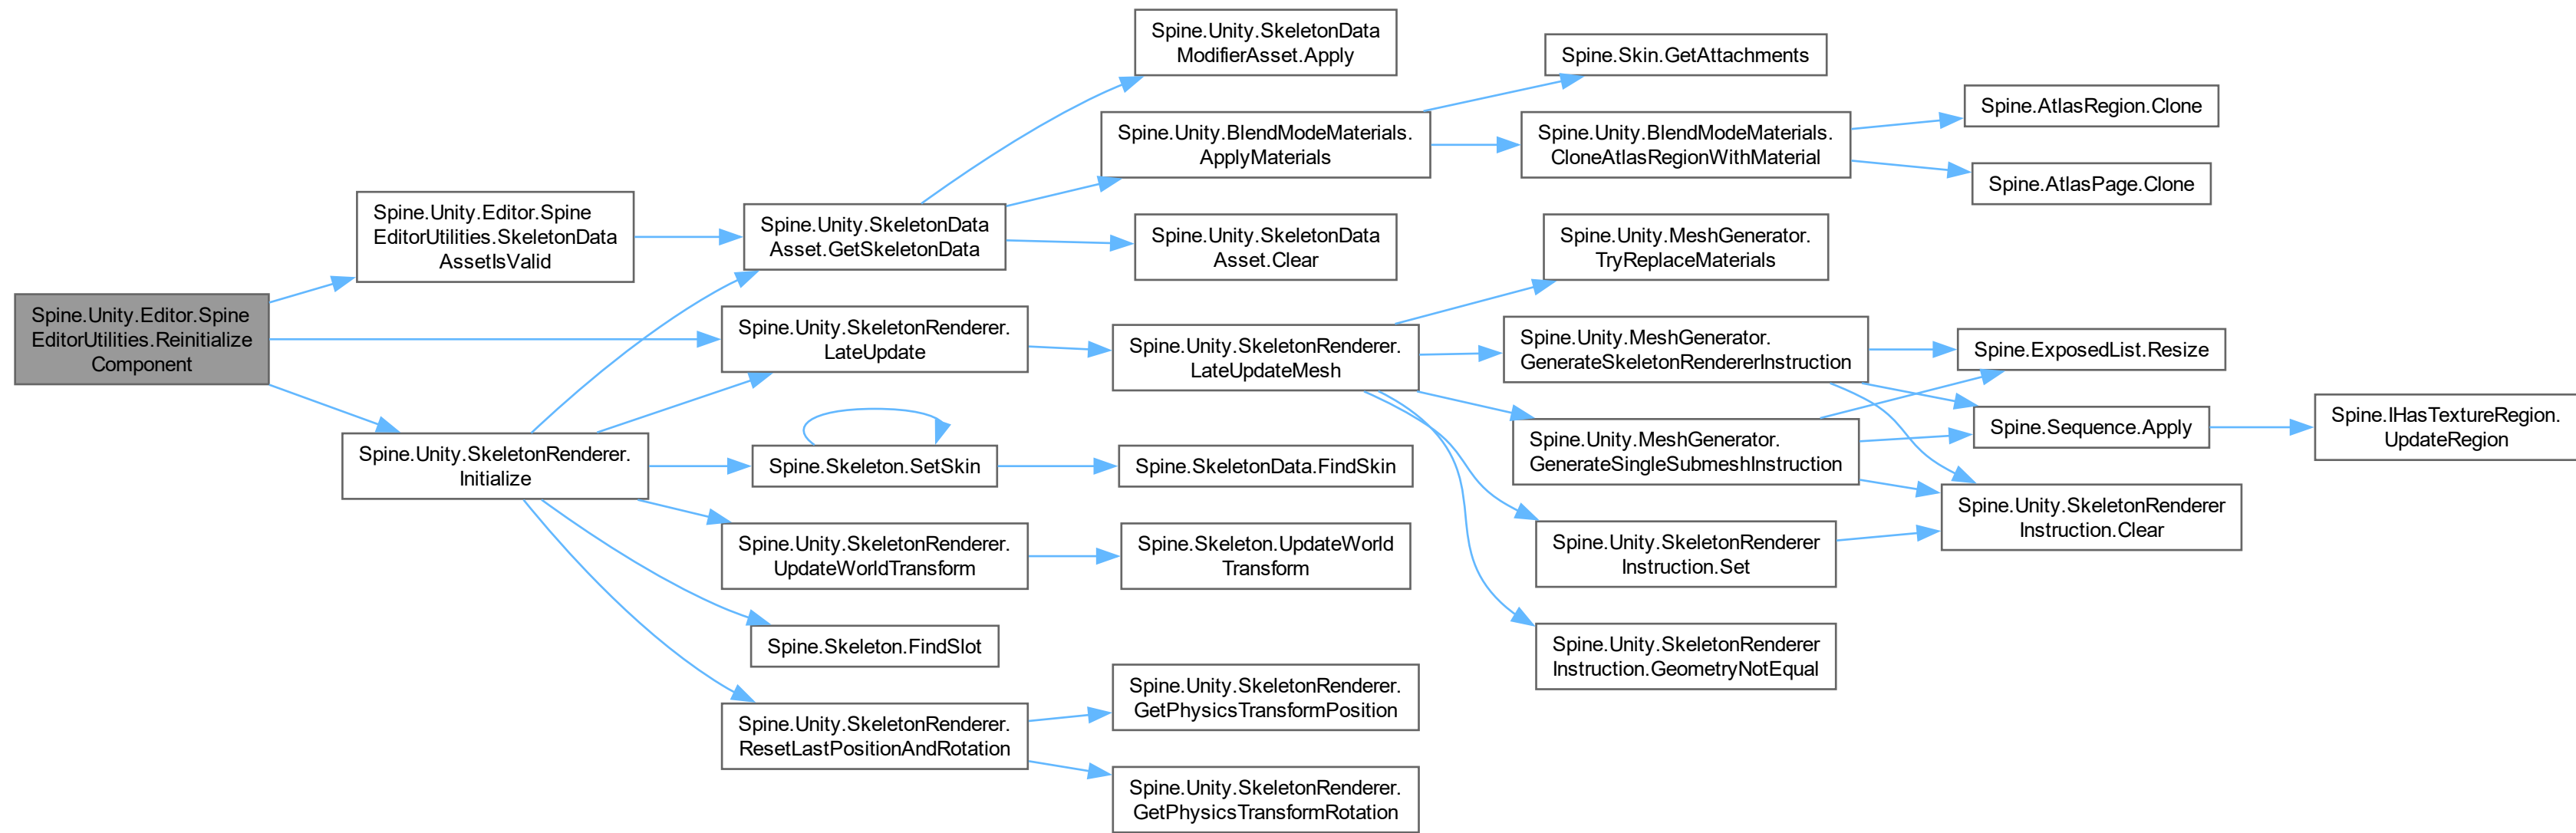 Spine.Unity.Editor.Spine
EditorUtilities.Reinitialize
Component
Spine.Unity.Editor.Spine
EditorUtilities.SkeletonData
AssetIsValid
Spine.Unity.SkeletonRenderer.
Initialize
Spine.Unity.SkeletonData
Asset.GetSkeletonData
Spine.Unity.SkeletonRenderer.
LateUpdate
Spine.Skeleton.SetSkin
Spine.Unity.SkeletonRenderer.
UpdateWorldTransform
Spine.Skeleton.FindSlot
Spine.Unity.SkeletonRenderer.
ResetLastPositionAndRotation
Spine.Unity.SkeletonData
ModifierAsset.Apply
Spine.Unity.BlendModeMaterials.
ApplyMaterials
Spine.Unity.SkeletonData
Asset.Clear
Spine.Unity.SkeletonRenderer.
LateUpdateMesh
Spine.SkeletonData.FindSkin
Spine.Skeleton.UpdateWorld
Transform
Spine.Unity.SkeletonRenderer.
GetPhysicsTransformPosition
Spine.Unity.SkeletonRenderer.
GetPhysicsTransformRotation
Spine.Skin.GetAttachments
Spine.Unity.BlendModeMaterials.
CloneAtlasRegionWithMaterial
Spine.Unity.MeshGenerator.
TryReplaceMaterials
Spine.Unity.MeshGenerator.
GenerateSkeletonRendererInstruction
Spine.Unity.MeshGenerator.
GenerateSingleSubmeshInstruction
Spine.Unity.SkeletonRenderer
Instruction.Set
Spine.Unity.SkeletonRenderer
Instruction.GeometryNotEqual
Spine.AtlasRegion.Clone
Spine.AtlasPage.Clone
Spine.ExposedList.Resize
Spine.Sequence.Apply
Spine.Unity.SkeletonRenderer
Instruction.Clear
Spine.IHasTextureRegion.
UpdateRegion